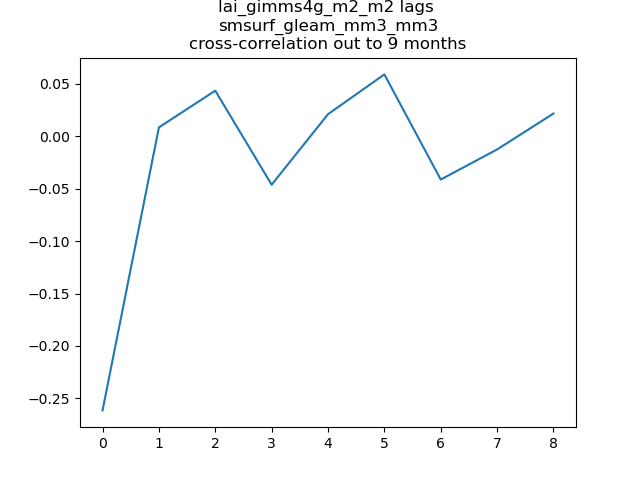 lai_gimms4g_m2_m2 lags
smsurf_gleam_mm3_mm3
cross-correlation out to 9 months
0.05
0.00
−0.05
−0.10
−0.15
−0.20
−0.25
0 1 2 3 4 5 6 7 8